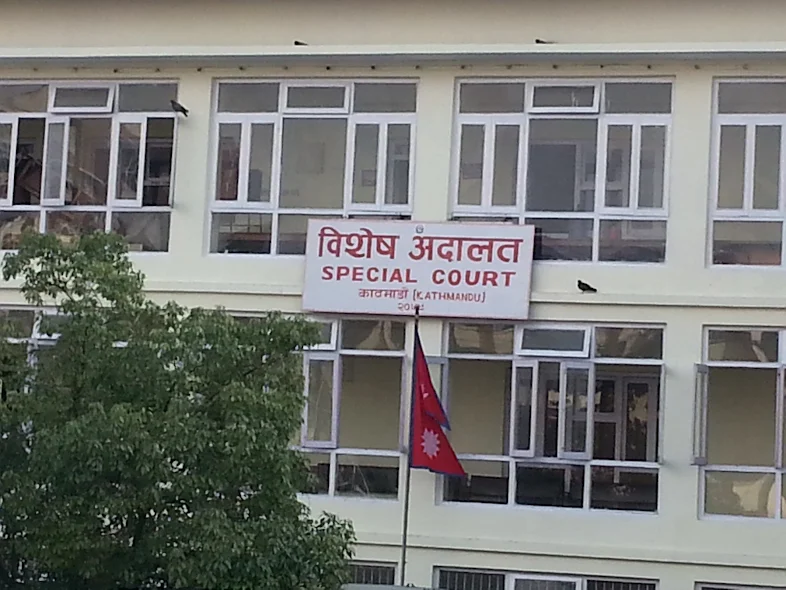 विशेष अदालत
SPECIAL COURT
काठमाडौं (KATHMANDU)